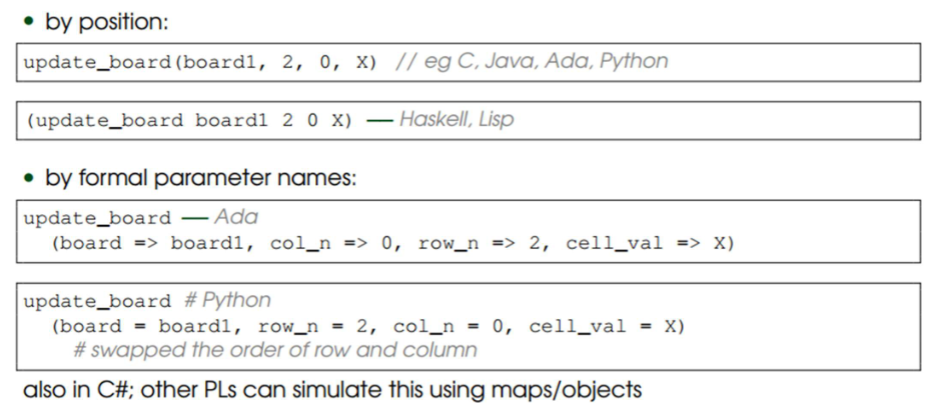 • by position:
update_board(board1, 2, 0, X) // eg C, Java, Ada, Python
(update_board board1 2 0 X) — Haskell, Lisp
• by formal parameter names:
update_board — Ada
(board => board1, col_n => 0, row_n => 2, cell_val => X)
update_board # Python
(board = board1, row_n = 2, col_n = 0, cell_val = X)
# swapped the order of row and column
also in C#; other PLs can simulate this using maps/objects